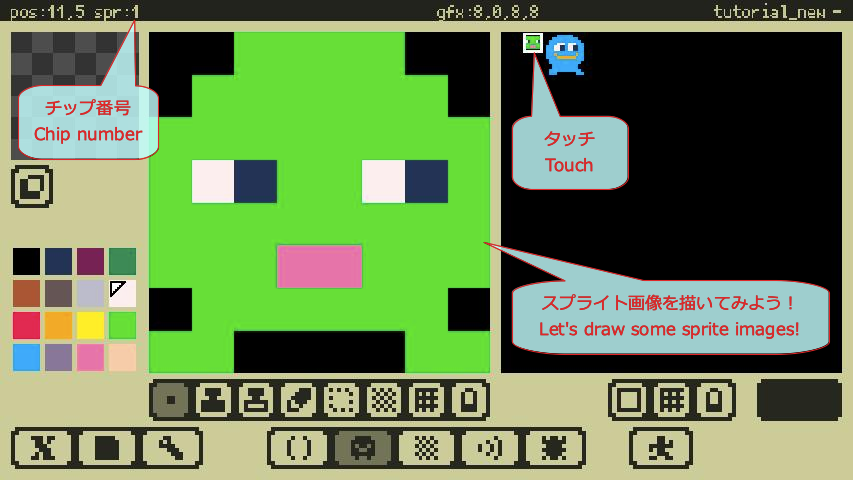 pos:11,5 spr:1
gfx:8,0,8,8
tutorial_new -
チップ番号
Chip number
タッチ
Touch
スプライト画像を描いてみよう！
Let's draw some sprite images!